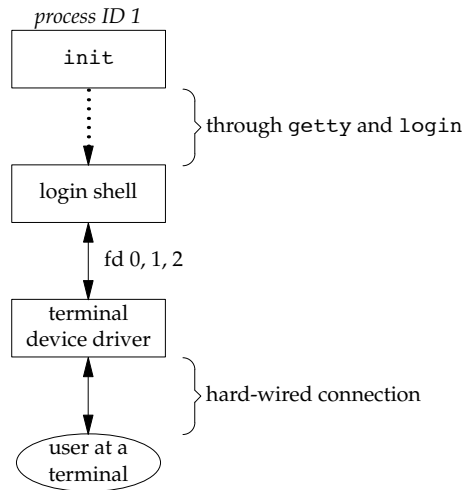 process ID 1
init
through getty and login
login shell
fd 0, 1, 2
terminal
device driver
hard-wired connection
user at a
terminal